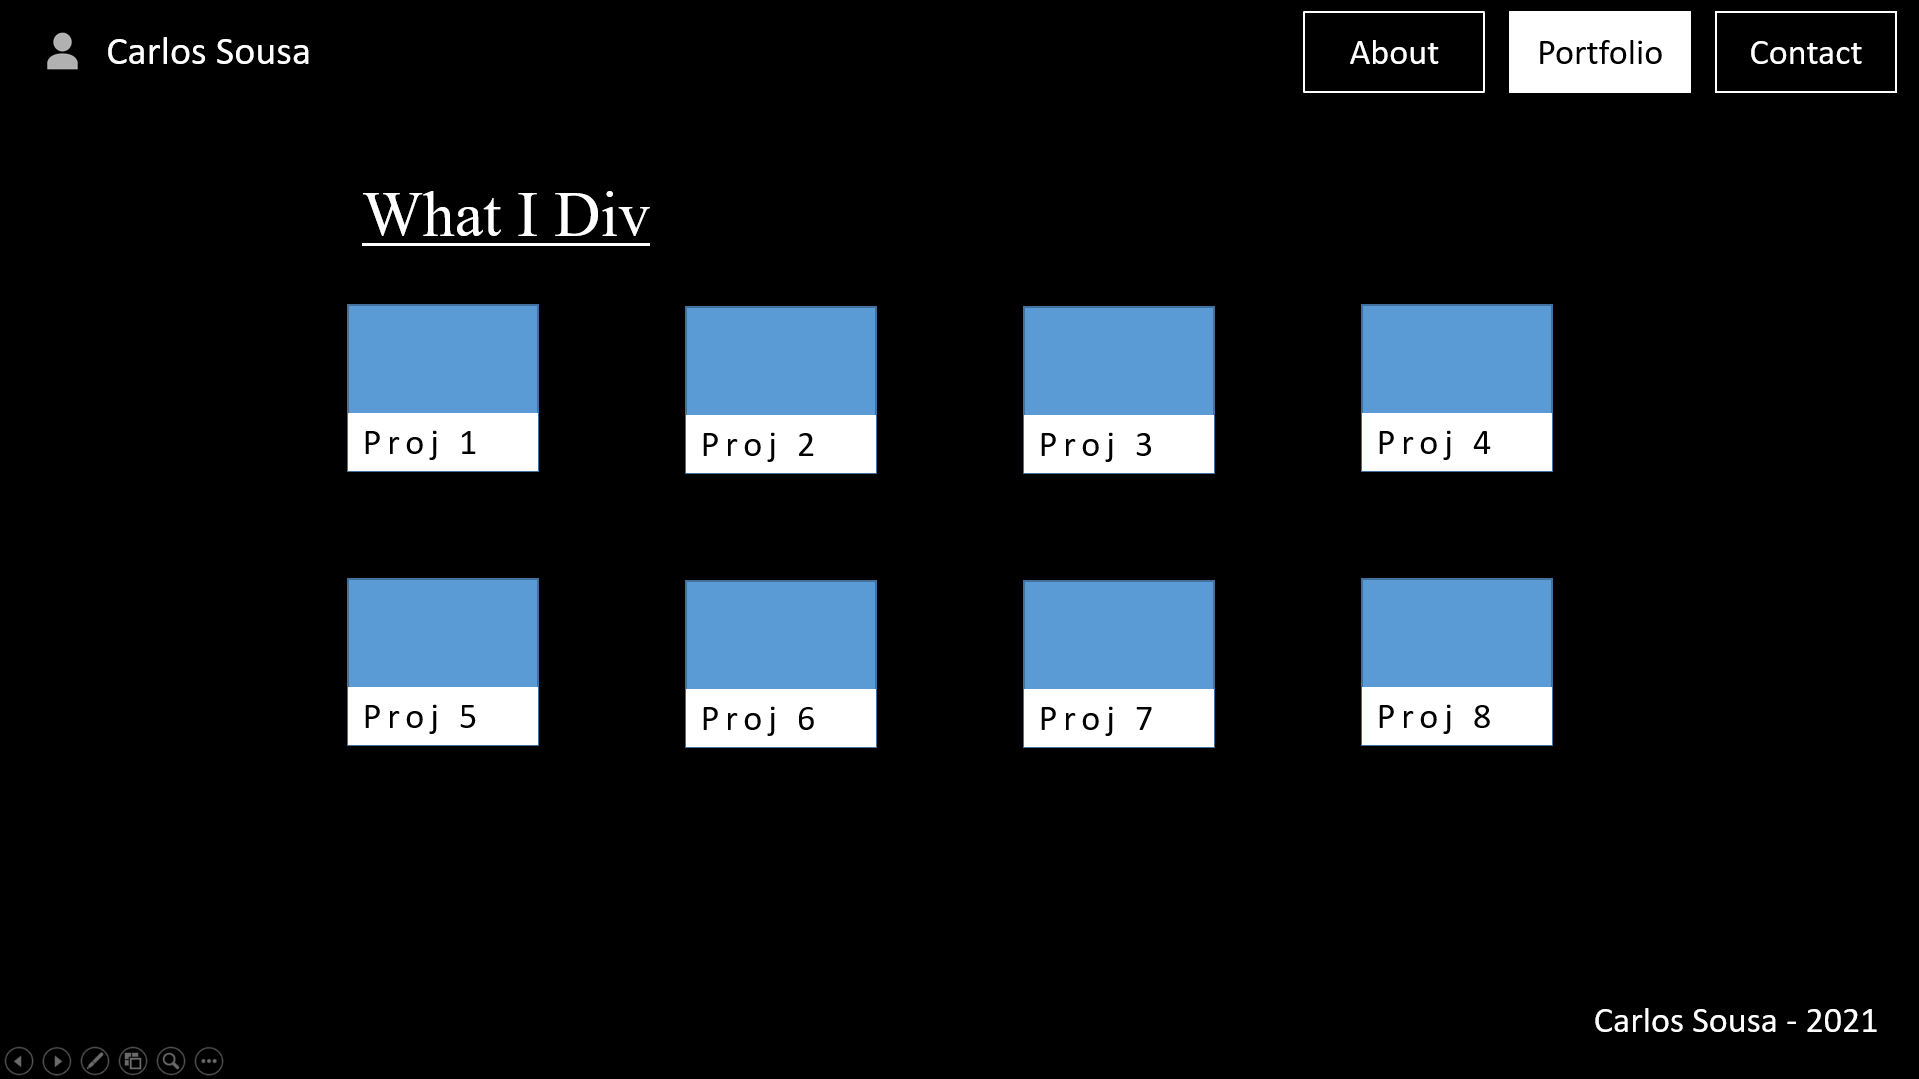 Carlos Sousa
About
Portfolio
Contact
What I Div
Proj 1
Proj 2
Proj 3
Proj 4
Proj 5
Proj 6
Proj 7
Proj 8
Carlos Sousa - 2021